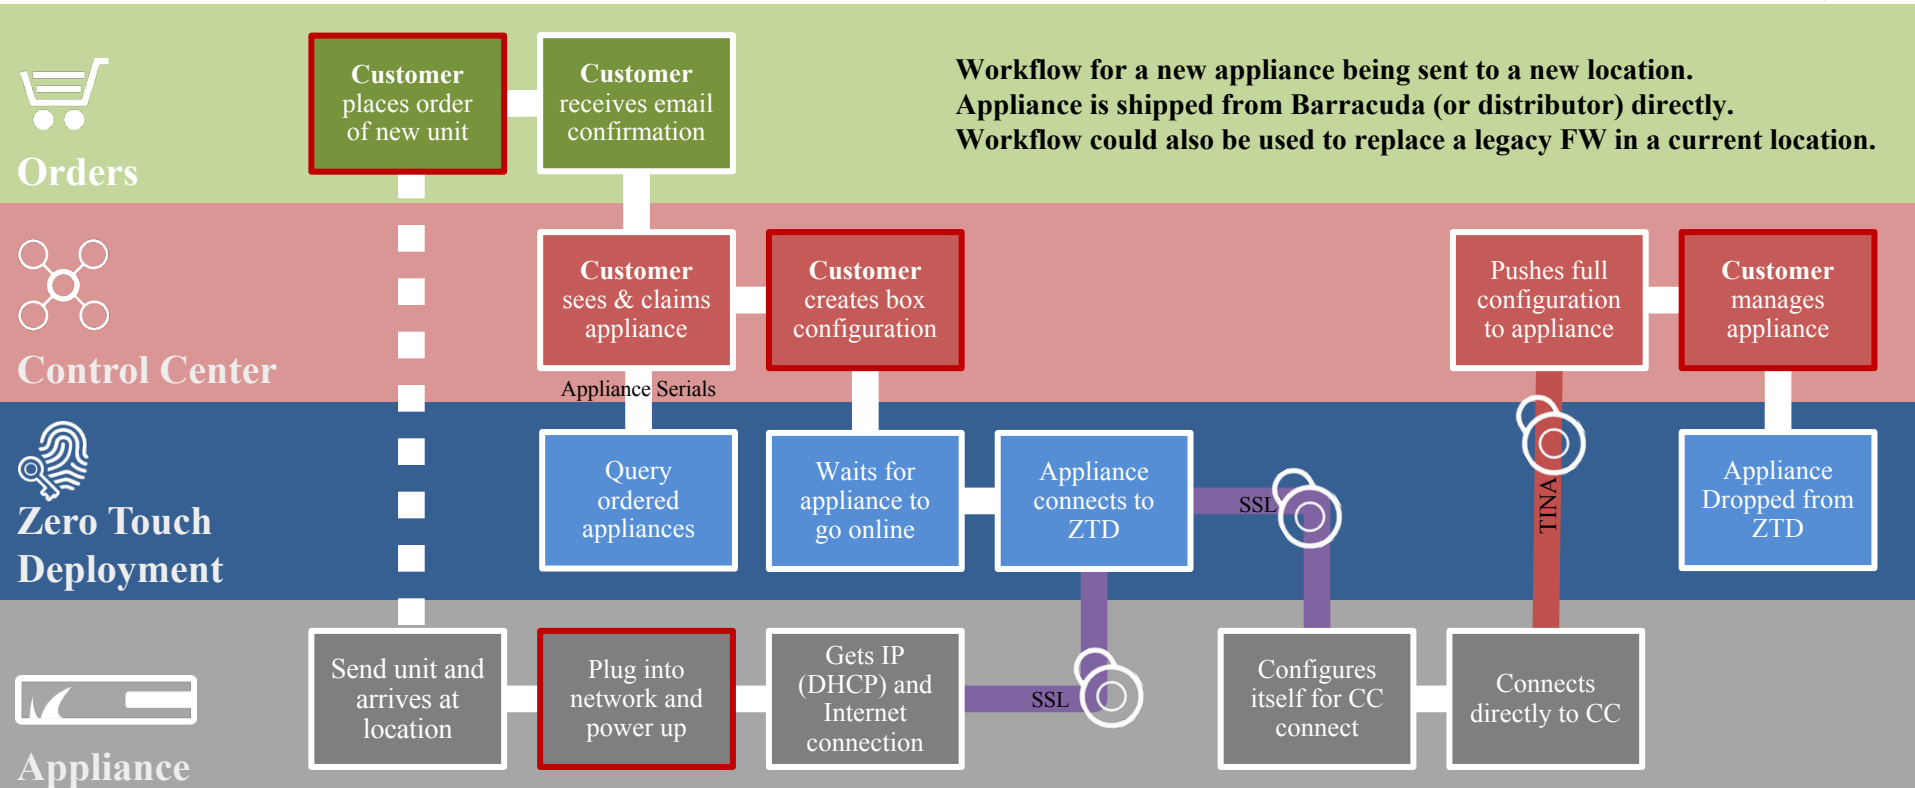 Customer
places order
of new unit
Customer
receives email
confirmation
Workflow for a new appliance being sent to a new location.
Appliance is shipped from Barracuda (or distributor) directly.
Workflow could also be used to replace a legacy FW in a current location.
Orders
Customer
sees & claims
appliance
Customer
creates box
configuration
Pushes full
configuration
to appliance
Customer
manages
appliance
Control Center
Appliance Serials
Query
ordered
appliances
Waits for
appliance to
go online
Appliance
connects to
ZTD
SSL
TINA
Appliance
Dropped from
ZTD
Zero Touch
Deployment
Send unit and
arrives at
location
Plug into
network and
power up
Gets IP
(DHCP) and
Internet
connection
SSL
Configures
itself for CC
connect
Connects
directly to CC
Appliance